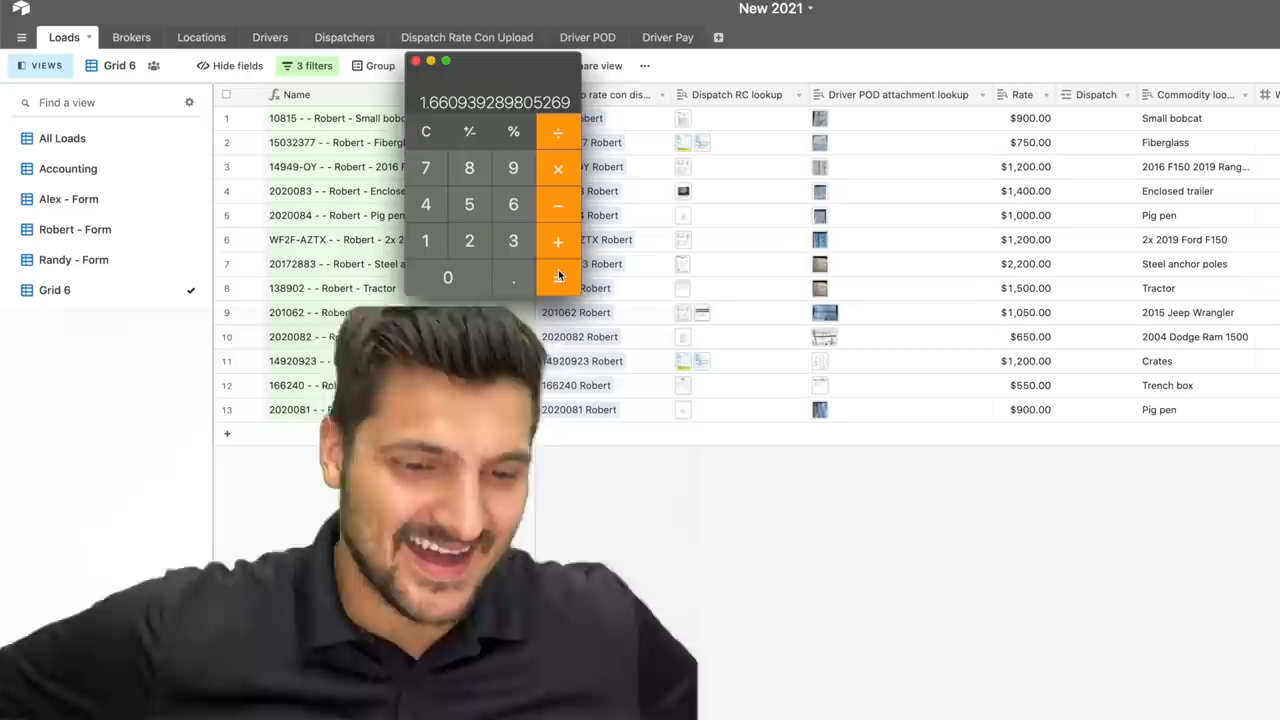 New 2021
Loads Brokers Locations Drivers Dispatchers Dispatch Rate Con Upload Driver POD Driver Pay
VIEWS Grid 6 Hide fields 3 filters Group are view ...
Find a view
All Loads
Accounting
Alex - Form
Robert - Form
Randy - Form
Grid 6
Name o rate con dis... Dispatch RC lookup Driver POD attachment lookup Rate Dispatch Commodity loo...
1 10815 - - Robert - Small bobc $900.00 Small bobcat
2 15032377 - - Robert - Fibergl 7 Robert $750.00 Fiberglass
3 14949-OY - Robert - 2016 F Y Robert $1,200.00 2016 F150 2019 Rang...
4 2020083 - - Robert - Enclose 3 Robert $1,400.00 Enclosed trailer
5 2020084 - - Robert - Pig pen 4 Robert $1,000.00 Pig pen
6 WF2F-AZTX - - Robert - 2x 2 ZTX Robert $1,200.00 2x 2019 Ford F150
7 20172883 - - Robert - Steel a 3 Robert $2,200.00 Steel anchor poles
8 138902 - - Robert - Tractor Robert $1,500.00 Tractor
9 201062 - - Robert 201062 Robert $1,050.00 2015 Jeep Wrangler
10 2020082 - - Rob 2020082 Robert $650.00 2004 Dodge Ram 1500
11 14920923 - - 14920923 Robert $1,200.00 Crates
12 166240 - - R 166240 Robert $550.00 Trench box
13 2020081 - - R 2020081 Robert $900.00 Pig pen
+
1.660939289805269
C +/- % ÷
7 8 9 ×
4 5 6 −
1 2 3 +
0 . =